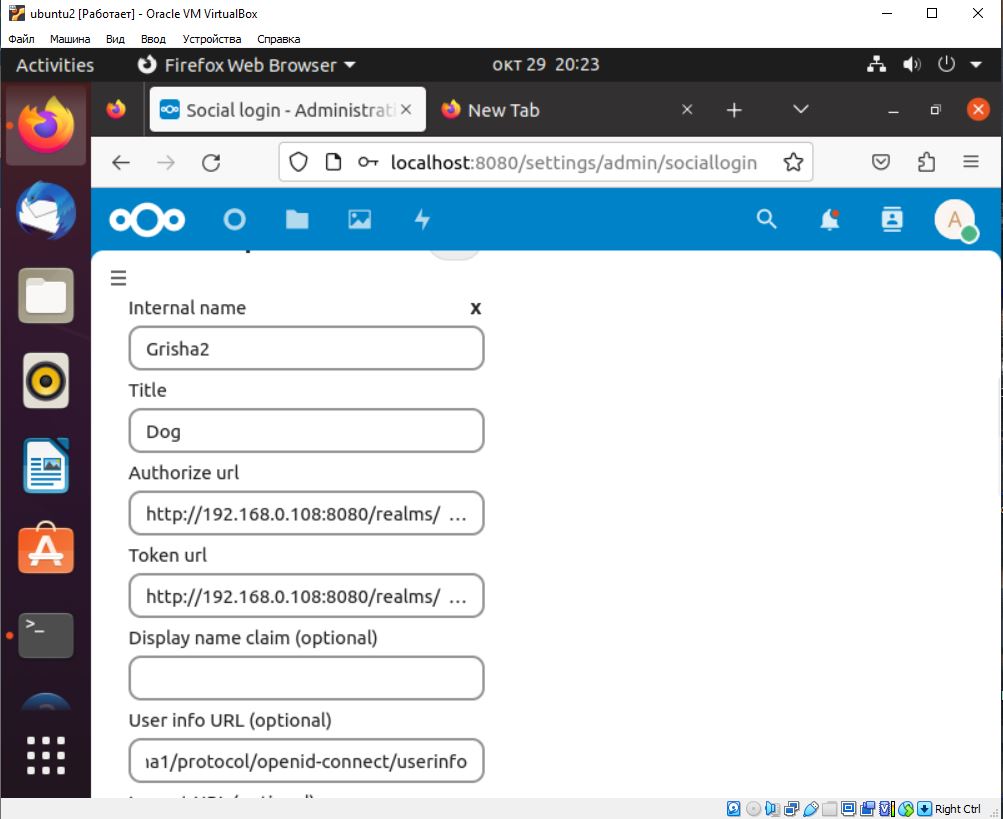 ubuntu2 [Работает] - Oracle VM VirtualBox
Файл Машина Вид Ввод Устройства Справка
Activities Firefox Web Browser окт 29 20:23
Social login - Administrati New Tab
localhost:8080/settings/admin/sociallogin
A
Internal name x
Grisha2
Title
Dog
Authorize url
http://192.168.0.108:8080/realms/ ...
Token url
http://192.168.0.108:8080/realms/ ...
Display name claim (optional)
User info URL (optional)
a1/protocol/openid-connect/userinfo
Right Ctrl